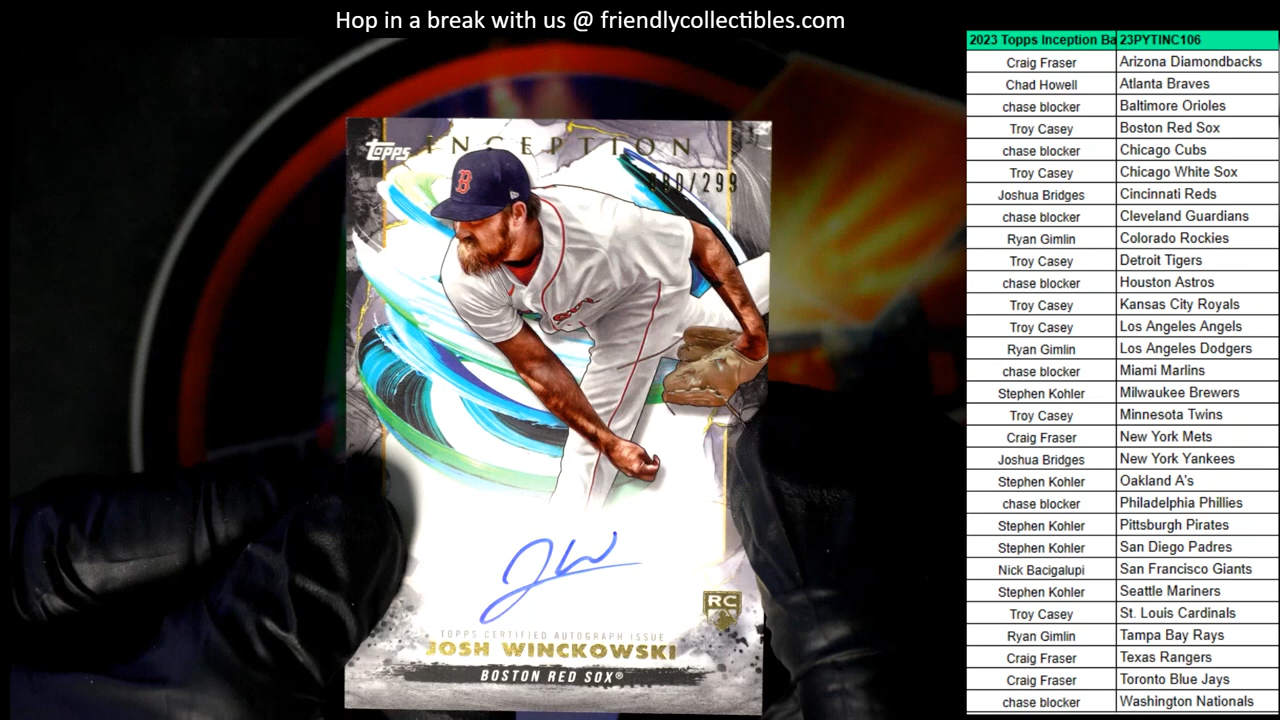 Hop in a break with us @ friendlycollectibles.com
topps INCEPTION
B
/299
JW
RC
TOPPS CERTIFIED AUTOGRAPH ISSUE
JOSH WINCKOWSKI
BOSTON RED SOX®
2023 Topps Inception Ba 23PYTINC106
Craig Fraser Arizona Diamondbacks
Chad Howell Atlanta Braves
chase blocker Baltimore Orioles
Troy Casey Boston Red Sox
chase blocker Chicago Cubs
Troy Casey Chicago White Sox
Joshua Bridges Cincinnati Reds
chase blocker Cleveland Guardians
Ryan Gimlin Colorado Rockies
Troy Casey Detroit Tigers
chase blocker Houston Astros
Troy Casey Kansas City Royals
Troy Casey Los Angeles Angels
Ryan Gimlin Los Angeles Dodgers
chase blocker Miami Marlins
Stephen Kohler Milwaukee Brewers
Troy Casey Minnesota Twins
Craig Fraser New York Mets
Joshua Bridges New York Yankees
Stephen Kohler Oakland A's
chase blocker Philadelphia Phillies
Stephen Kohler Pittsburgh Pirates
Stephen Kohler San Diego Padres
Nick Bacigalupi San Francisco Giants
Stephen Kohler Seattle Mariners
Troy Casey St. Louis Cardinals
Ryan Gimlin Tampa Bay Rays
Craig Fraser Texas Rangers
Craig Fraser Toronto Blue Jays
chase blocker Washington Nationals